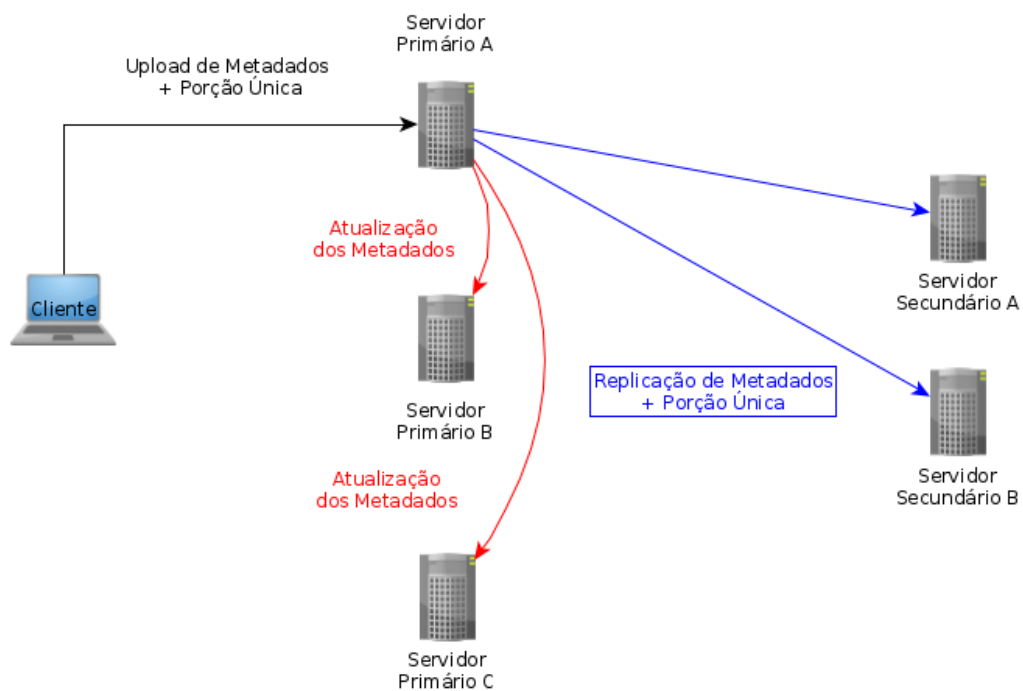 Servidor
Primário A
Upload de Metadados
+ Porção Única
Atualização
dos Metadados
Cliente
Servidor
Secundário A
Servidor
Primário B
Replicação de Metadados
+ Porção Única
Servidor
Secundário B
Atualização
dos Metadados
Servidor
Primário C